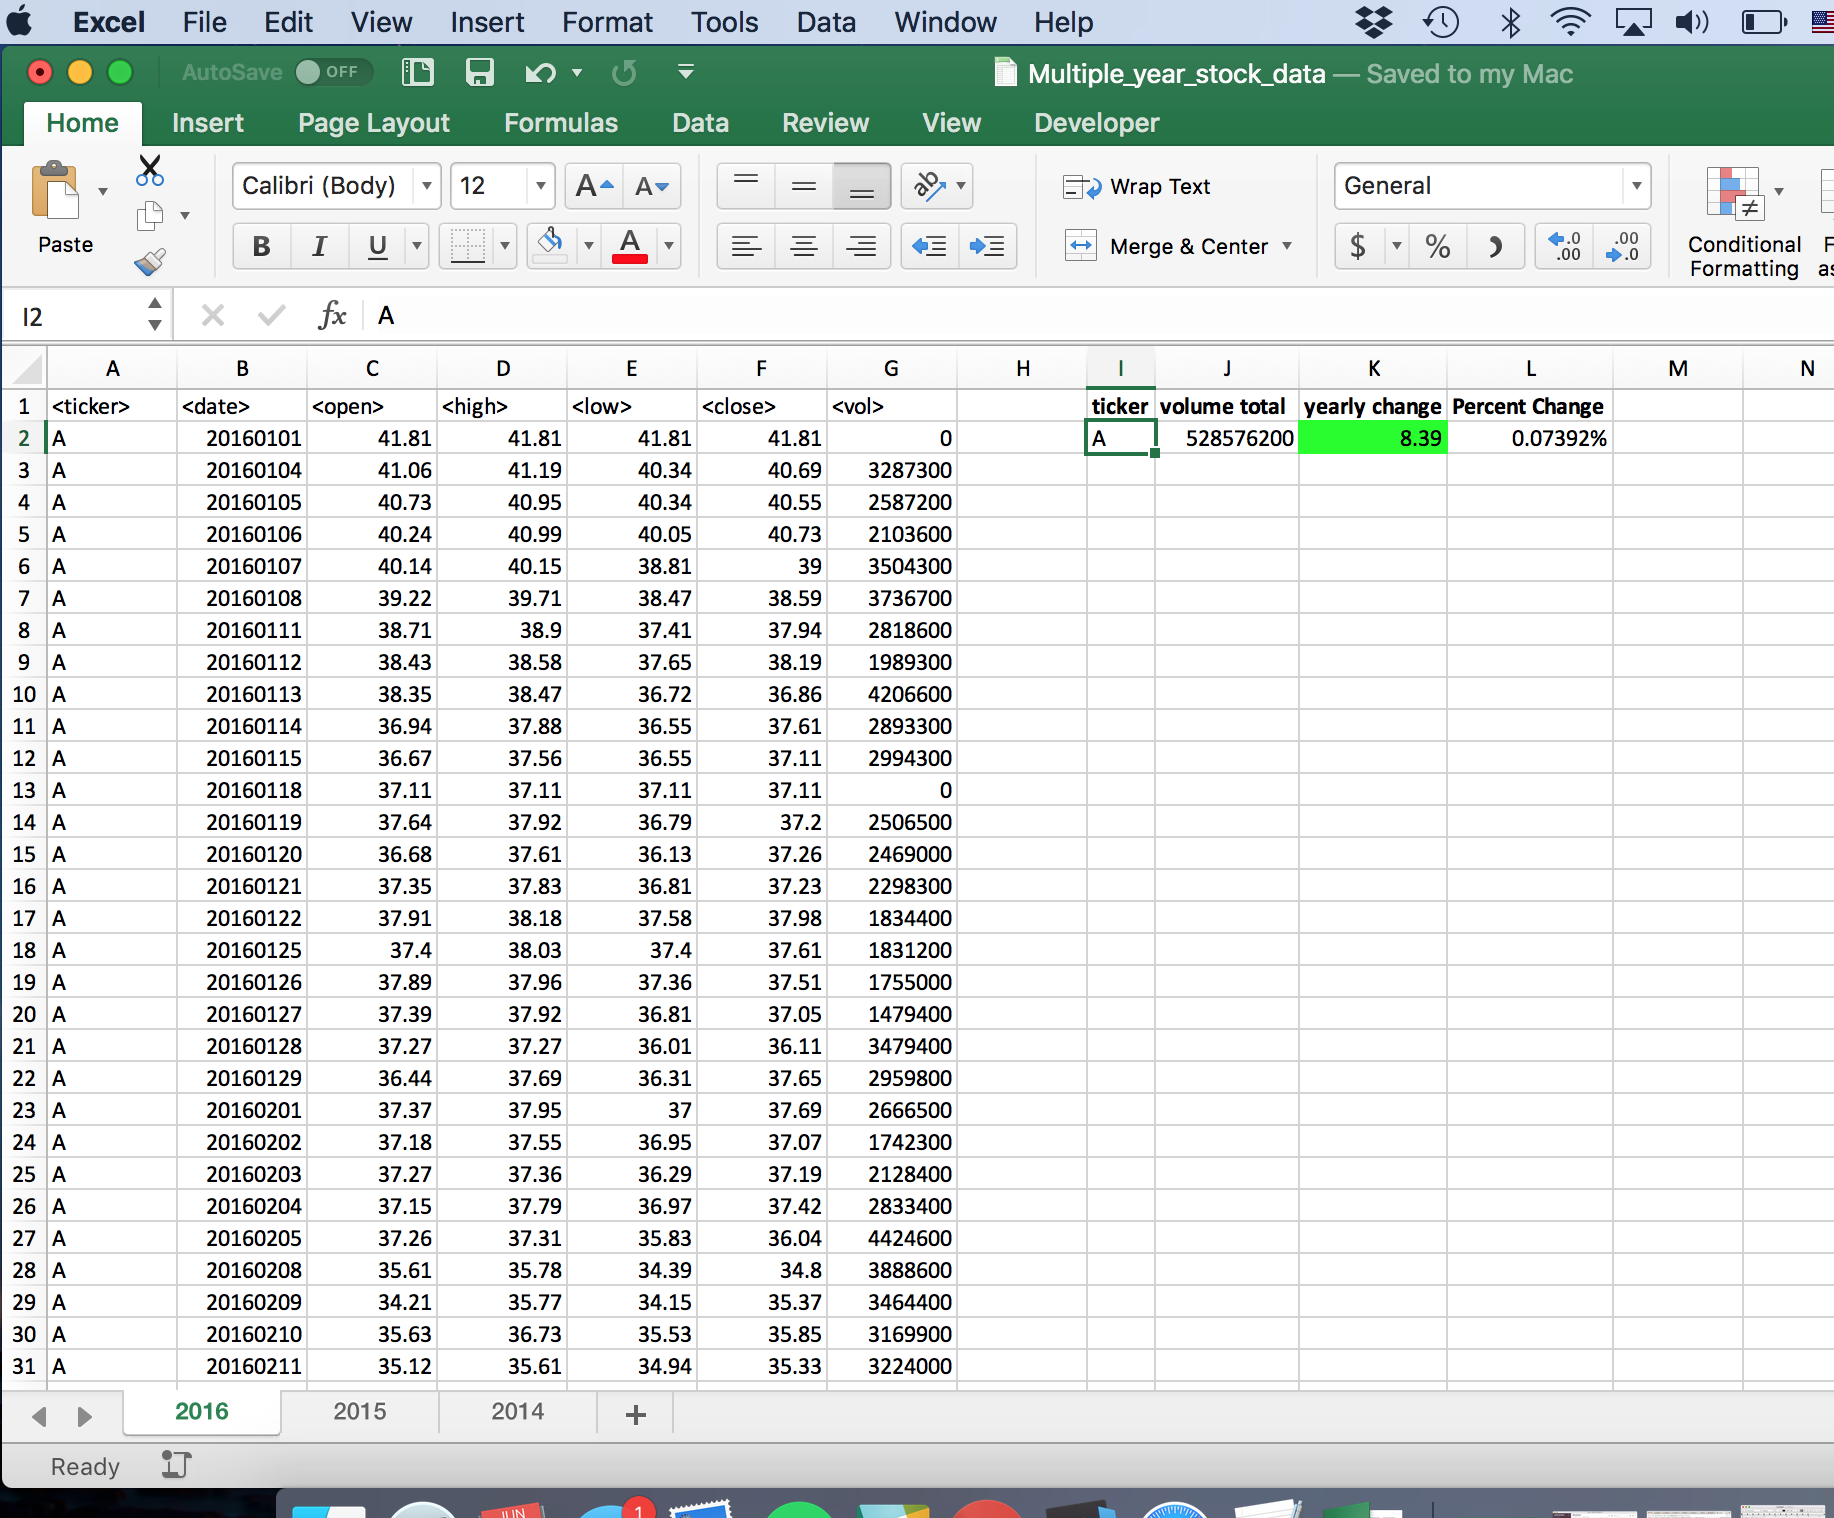 Excel File Edit View Insert Format Tools Data Window Help
AutoSave OFF Multiple_year_stock_data — Saved to my Mac
Home Insert Page Layout Formulas Data Review View Developer
Calibri (Body) 12 A A ab Wrap Text General
Paste B I U A Merge & Center $ % .0 .00 .00 .0 Conditional Formatting
I2 fx A
A B C D E F G H I J K L M N
1 <ticker> <date> <open> <high> <low> <close> <vol> ticker volume total yearly change Percent Change
2 A 20160101 41.81 41.81 41.81 41.81 0 A 528576200 8.39 0.07392%
3 A 20160104 41.06 41.19 40.34 40.69 3287300
4 A 20160105 40.73 40.95 40.34 40.55 2587200
5 A 20160106 40.24 40.99 40.05 40.73 2103600
6 A 20160107 40.14 40.15 38.81 39 3504300
7 A 20160108 39.22 39.71 38.47 38.59 3736700
8 A 20160111 38.71 38.9 37.41 37.94 2818600
9 A 20160112 38.43 38.58 37.65 38.19 1989300
10 A 20160113 38.35 38.47 36.72 36.86 4206600
11 A 20160114 36.94 37.88 36.55 37.61 2893300
12 A 20160115 36.67 37.56 36.55 37.11 2994300
13 A 20160118 37.11 37.11 37.11 37.11 0
14 A 20160119 37.64 37.92 36.79 37.2 2506500
15 A 20160120 36.68 37.61 36.13 37.26 2469000
16 A 20160121 37.35 37.83 36.81 37.23 2298300
17 A 20160122 37.91 38.18 37.58 37.98 1834400
18 A 20160125 37.4 38.03 37.4 37.61 1831200
19 A 20160126 37.89 37.96 37.36 37.51 1755000
20 A 20160127 37.39 37.92 36.81 37.05 1479400
21 A 20160128 37.27 37.27 36.01 36.11 3479400
22 A 20160129 36.44 37.69 36.31 37.65 2959800
23 A 20160201 37.37 37.95 37 37.69 2666500
24 A 20160202 37.18 37.55 36.95 37.07 1742300
25 A 20160203 37.27 37.36 36.29 37.19 2128400
26 A 20160204 37.15 37.79 36.97 37.42 2833400
27 A 20160205 37.26 37.31 35.83 36.04 4424600
28 A 20160208 35.61 35.78 34.39 34.8 3888600
29 A 20160209 34.21 35.77 34.15 35.37 3464400
30 A 20160210 35.63 36.73 35.53 35.85 3169900
31 A 20160211 35.12 35.61 34.94 35.33 3224000
2016 2015 2014 +
Ready
JUN 1